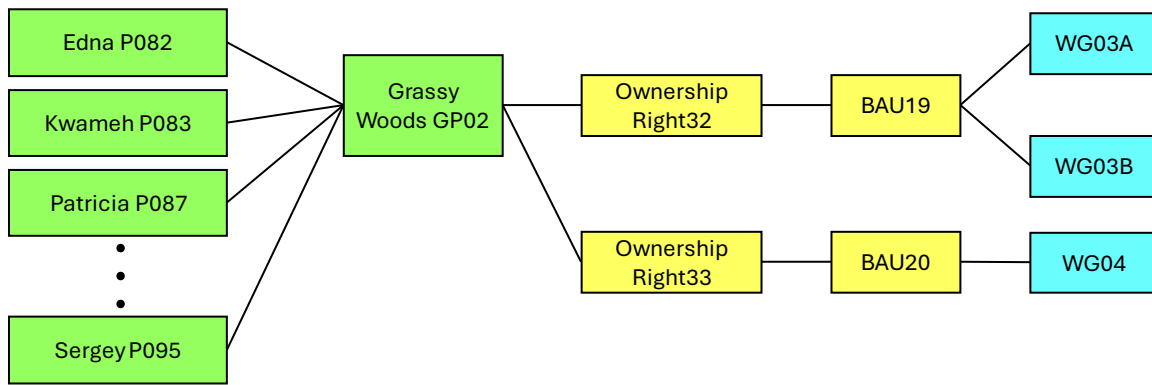 Edna P082
Kwameh P083
Patricia P087
Sergey P095
Grassy
Woods GP02
Ownership
Right32
Ownership
Right33
BAU19
BAU20
WG03A
WG03B
WG04